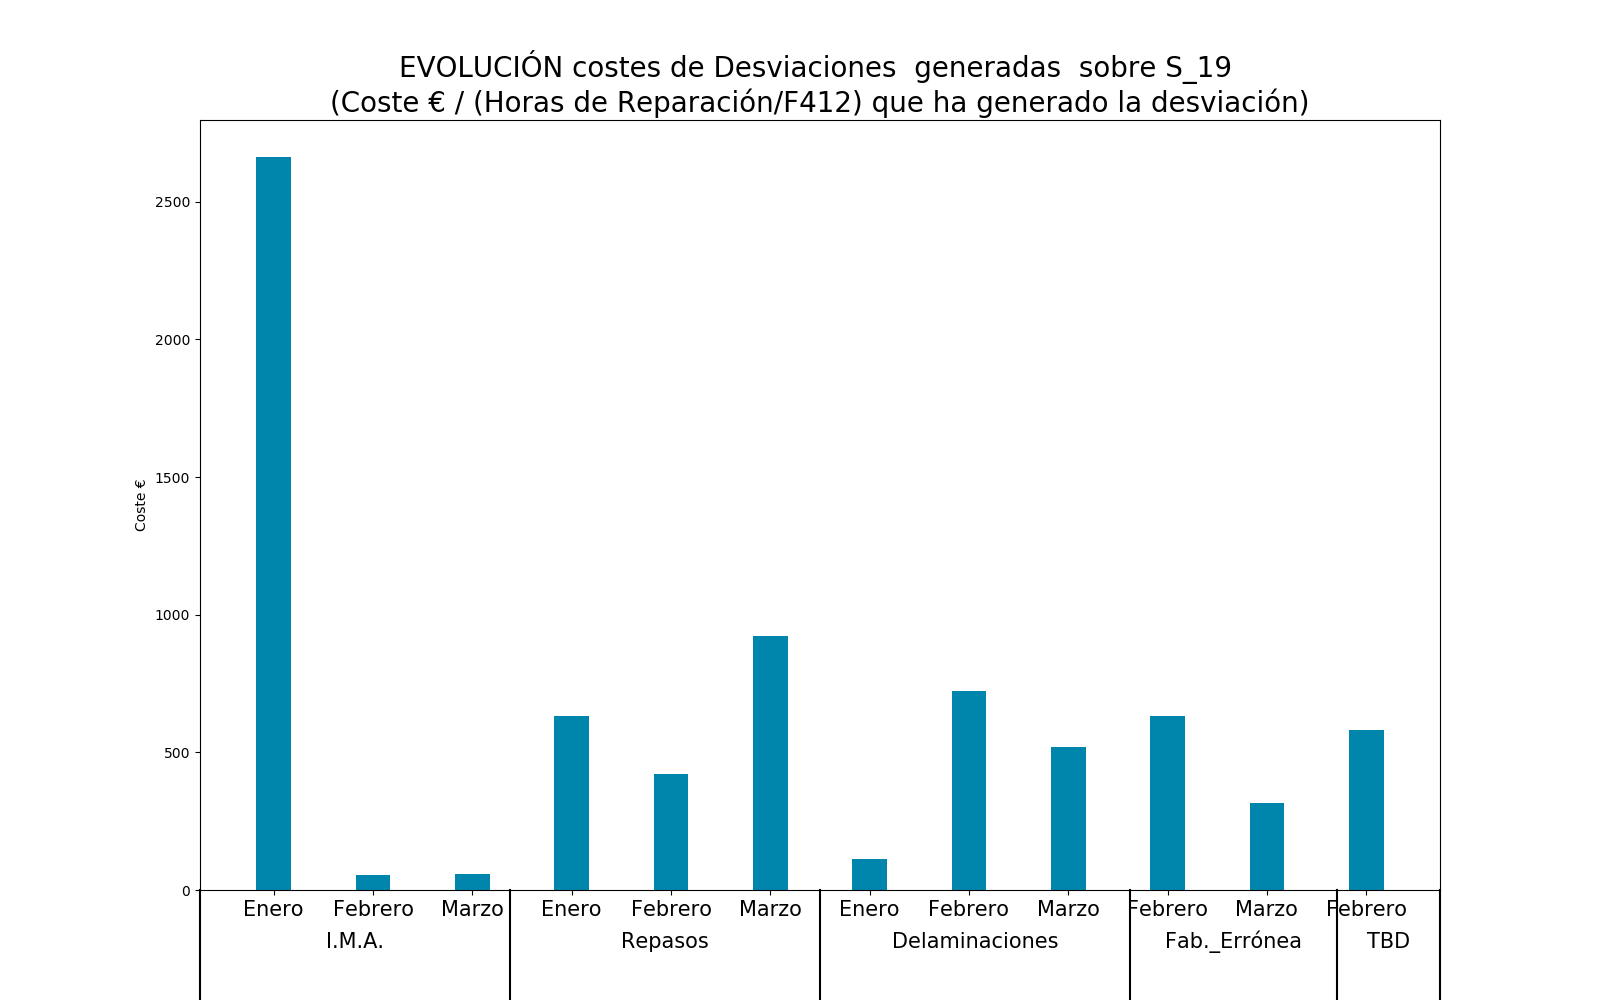 EVOLUCIÓN costes de Desviaciones  generadas  sobre S_19
(Coste € / (Horas de Reparación/F412) que ha generado la desviación)
2500
2000
1500
1000
500
0
Coste €
Enero Febrero Marzo Enero Febrero Marzo Enero Febrero Marzo Febrero Marzo Febrero
I.M.A. Repasos Delaminaciones Fab._Errónea TBD